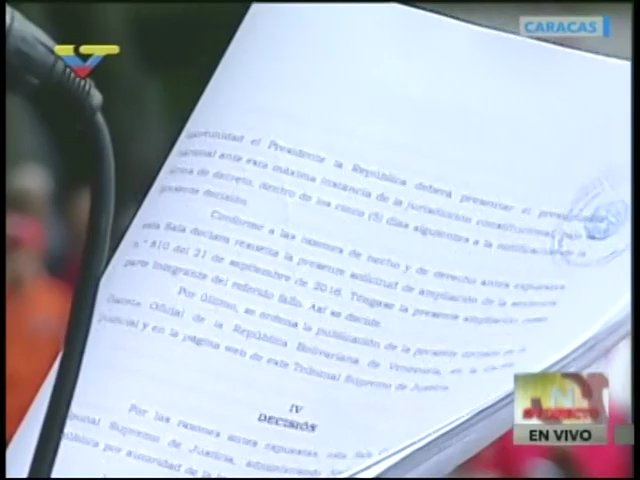 CARACAS
el Presidente la República deberá presentar el
nacional ante esta máxima instancia de la jurisdicción constitucional
de decreto, dentro de los cinco (5) días siguientes a la notificación
presente decisión.
Conforme a las razones de hecho y de derecho antes expuestas
esta Sala declara resuelta la presente solicitud de ampliación de la sentencia
n.° 810 del 21 de septiembre de 2016. Téngase la presente ampliación como
parte integrante del referido fallo. Así se decide.
Por último, se ordena la publicación de la presente decisión en la
Gaceta Oficial de la República Bolivariana de Venezuela, en la Gaceta
Judicial y en la página web de este Tribunal Supremo de Justicia.
IV
DECISIÓN
Por las razones antes expuestas, esta Sala
Tribunal Supremo de Justicia, administrando
por autoridad de la
EN VIVO